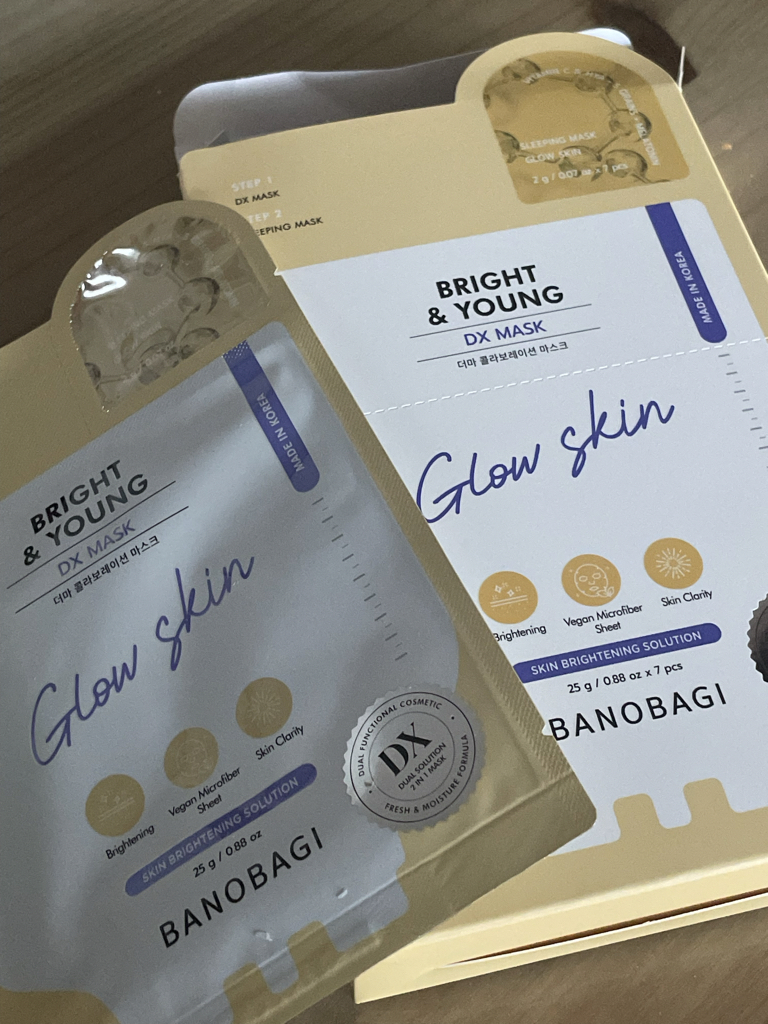 VITAMIN C &
SLEEPING MASK
GLOW SKIN
2 g / 0.07 oz x 7 pcs
STEP 1
DX MASK
STEP 2
SLEEPING MASK
BRIGHT
& YOUNG
DX MASK
더마 콜라보레이션 마스크
MADE IN KOREA
Glow skin
Brightening
Vegan Microfiber
Sheet
Skin Clarity
SKIN BRIGHTENING SOLUTION
25 g / 0.88 oz x 7 pcs
BANOBAGI
BRIGHT
& YOUNG
DX MASK
더마 콜라보레이션 마스크
MADE IN KOREA
Glow skin
Brightening
Vegan Microfiber
Sheet
Skin Clarity
SKIN BRIGHTENING SOLUTION
25 g / 0.88 oz
BANOBAGI
DUAL FUNCTIONAL COSMETIC
DX
DUAL SOLUTION
2 IN 1 MASK
FRESH & MOISTURE FORMULA